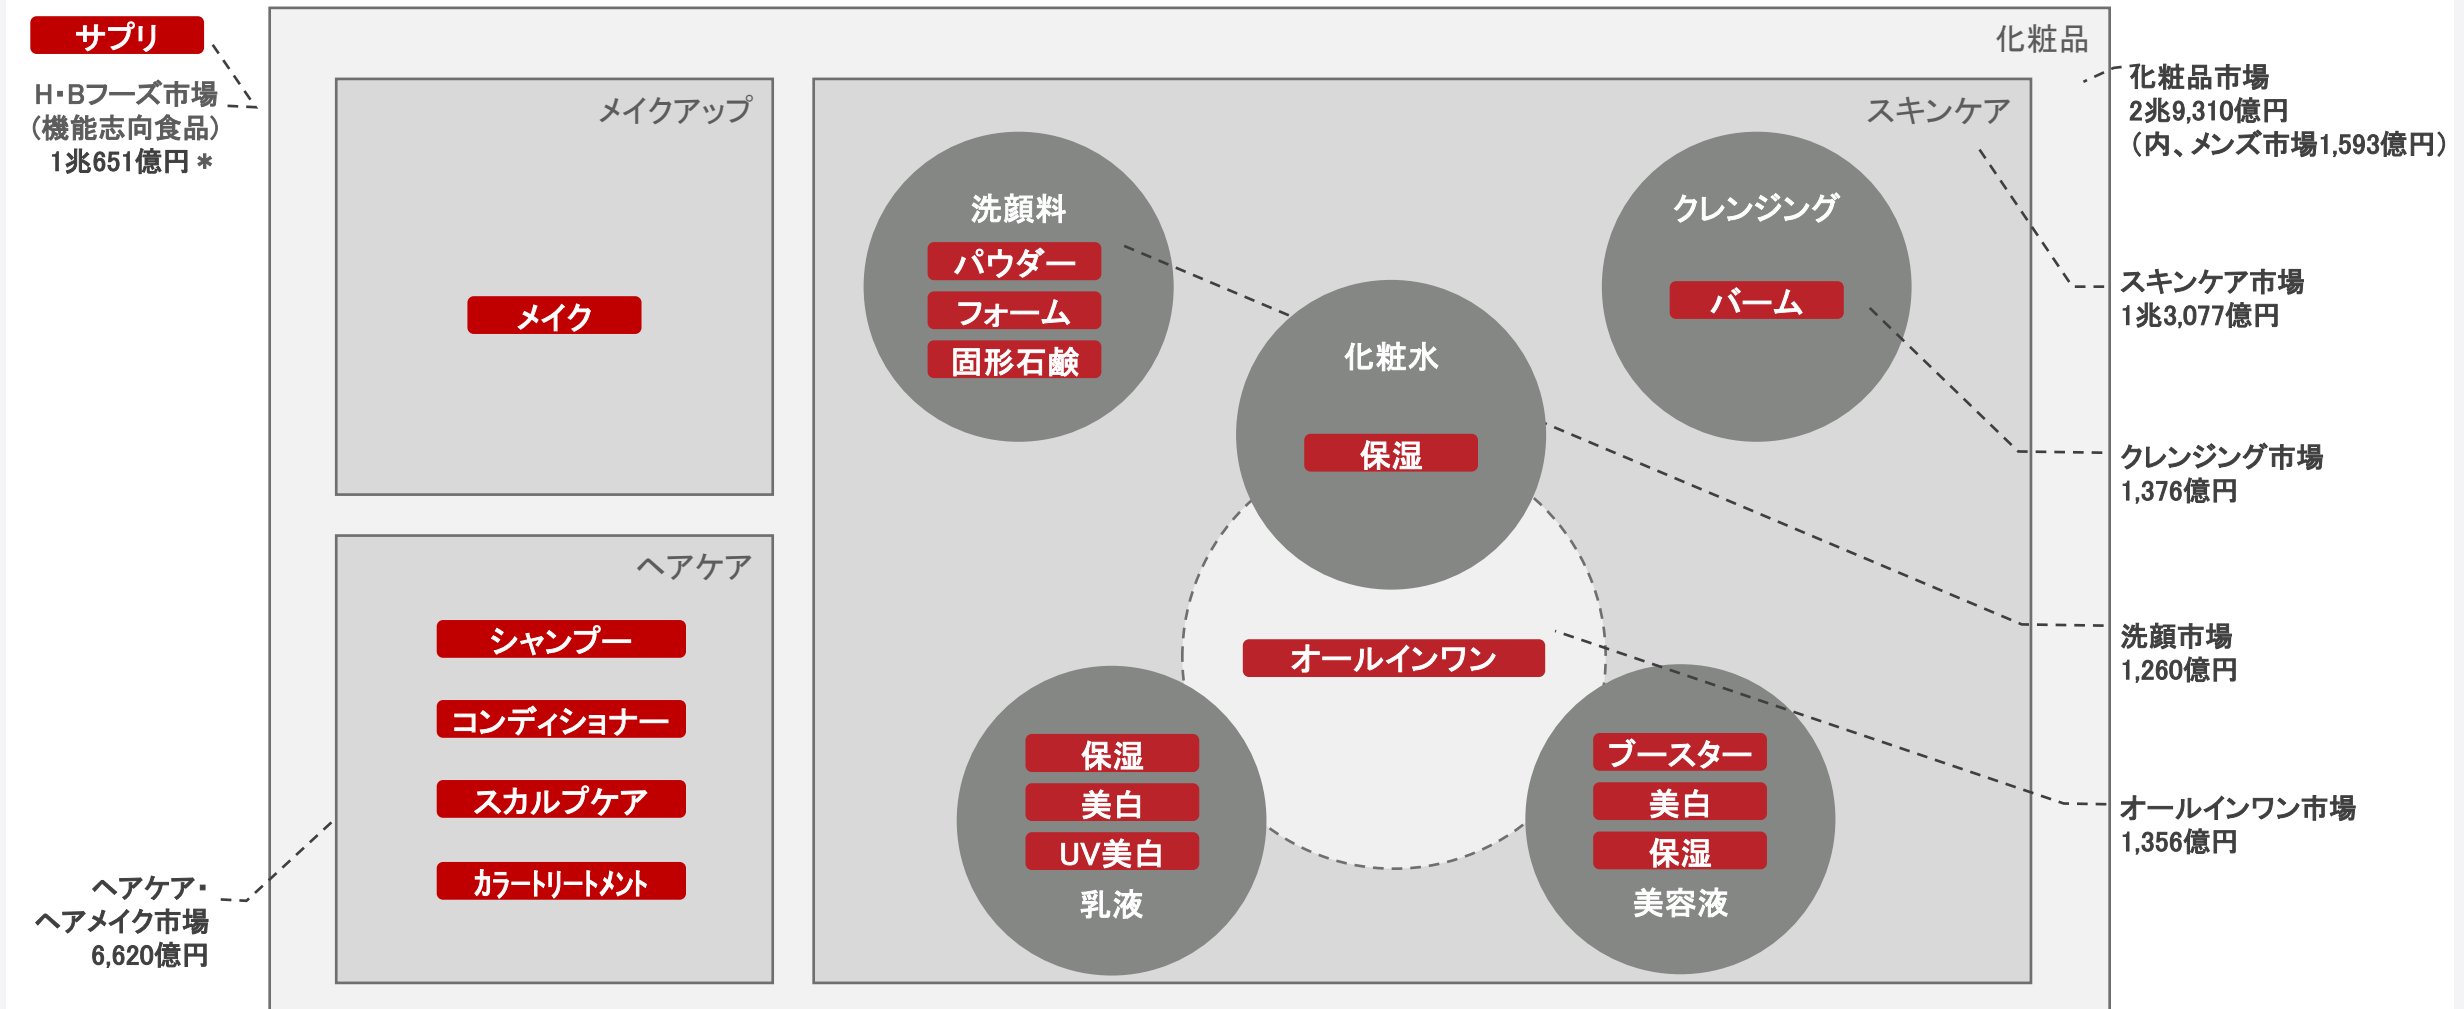 サプリ
H・Bフーズ市場
（機能志向食品）
1兆651億円＊
化粧品
メイクアップ
メイク
ヘアケア
シャンプー
コンディショナー
スカルプケア
カラートリートメント
ヘアケア・
ヘアメイク市場
6,620億円
スキンケア
洗顔料
パウダー
フォーム
固形石鹸
クレンジング
バーム
化粧水
保湿
オールインワン
保湿
美白
UV美白
乳液
ブースター
美白
保湿
美容液
化粧品市場
2兆9,310億円
（内、メンズ市場1,593億円）
スキンケア市場
1兆3,077億円
クレンジング市場
1,376億円
洗顔市場
1,260億円
オールインワン市場
1,356億円